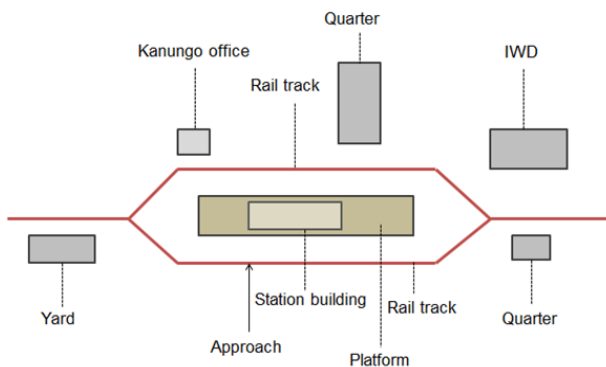 Quarter
Kanungo office
IWD
Rail track
Station building
Rail track
Yard
Quarter
Approach
Platform